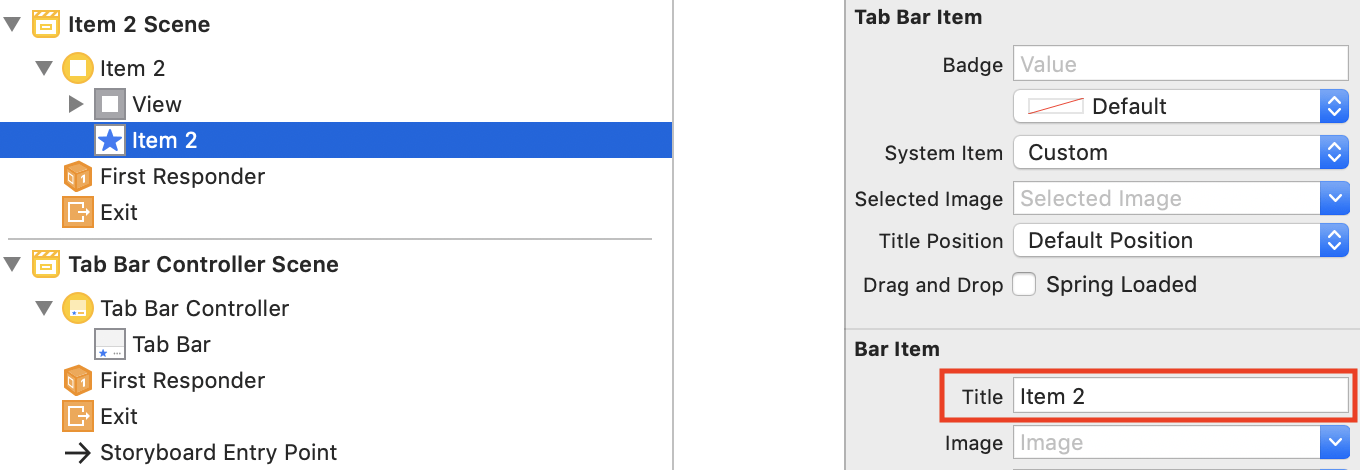 Item 2 Scene
Item 2
View
Item 2
First Responder
Exit
Tab Bar Controller Scene
Tab Bar Controller
Tab Bar
First Responder
Exit
Storyboard Entry Point
Tab Bar Item
Badge Value
Default
System Item Custom
Selected Image Selected Image
Title Position Default Position
Drag and Drop Spring Loaded
Bar Item
Title Item 2
Image Image